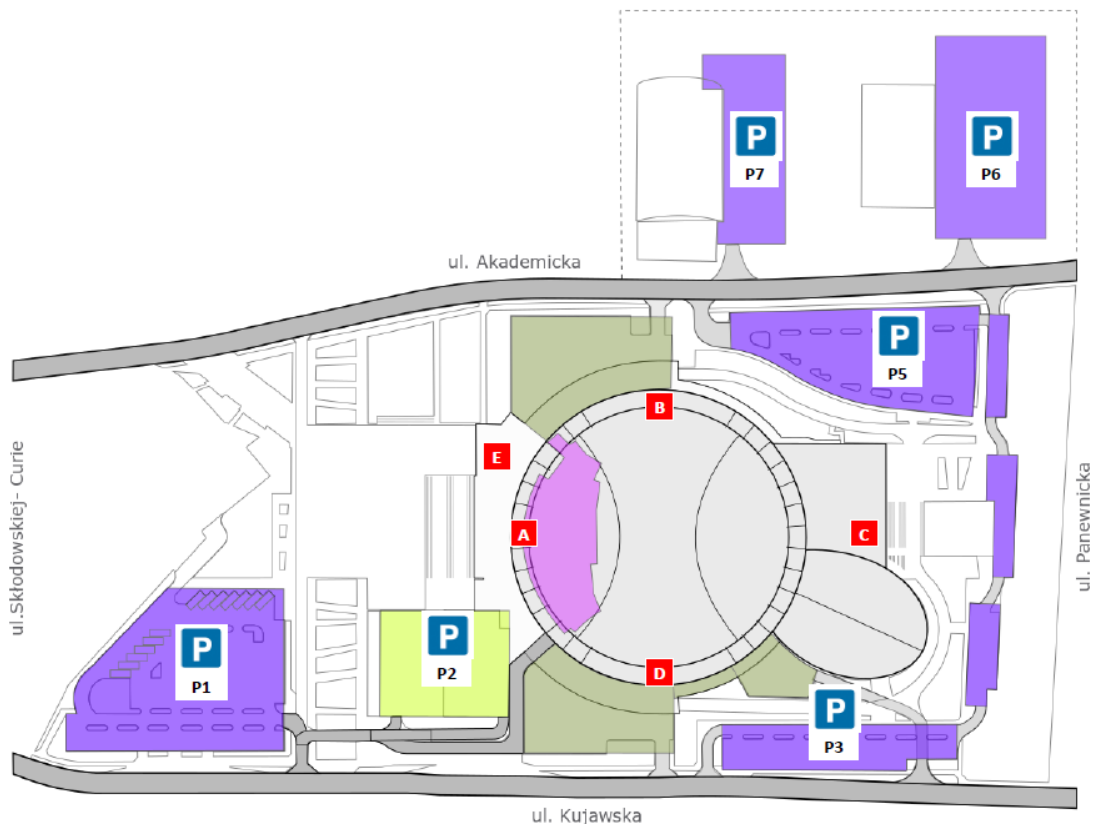 P
P7
P
P6
ul. Akademicka
P
P5
B
E
A
C
ul.Skłodowskiej- Curie
ul. Panewnicka
P
P1
P
P2
D
P
P3
ul. Kujawska